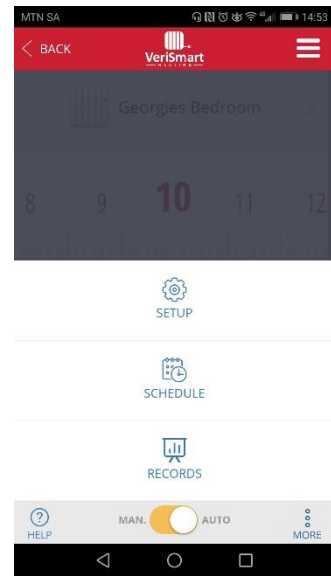 MTN SA 14:53
BACK
VeriSmart
HEATING
Georgies Bedroom
8 9 10 11 12
SETUP
SCHEDULE
RECORDS
HELP MAN. AUTO MORE